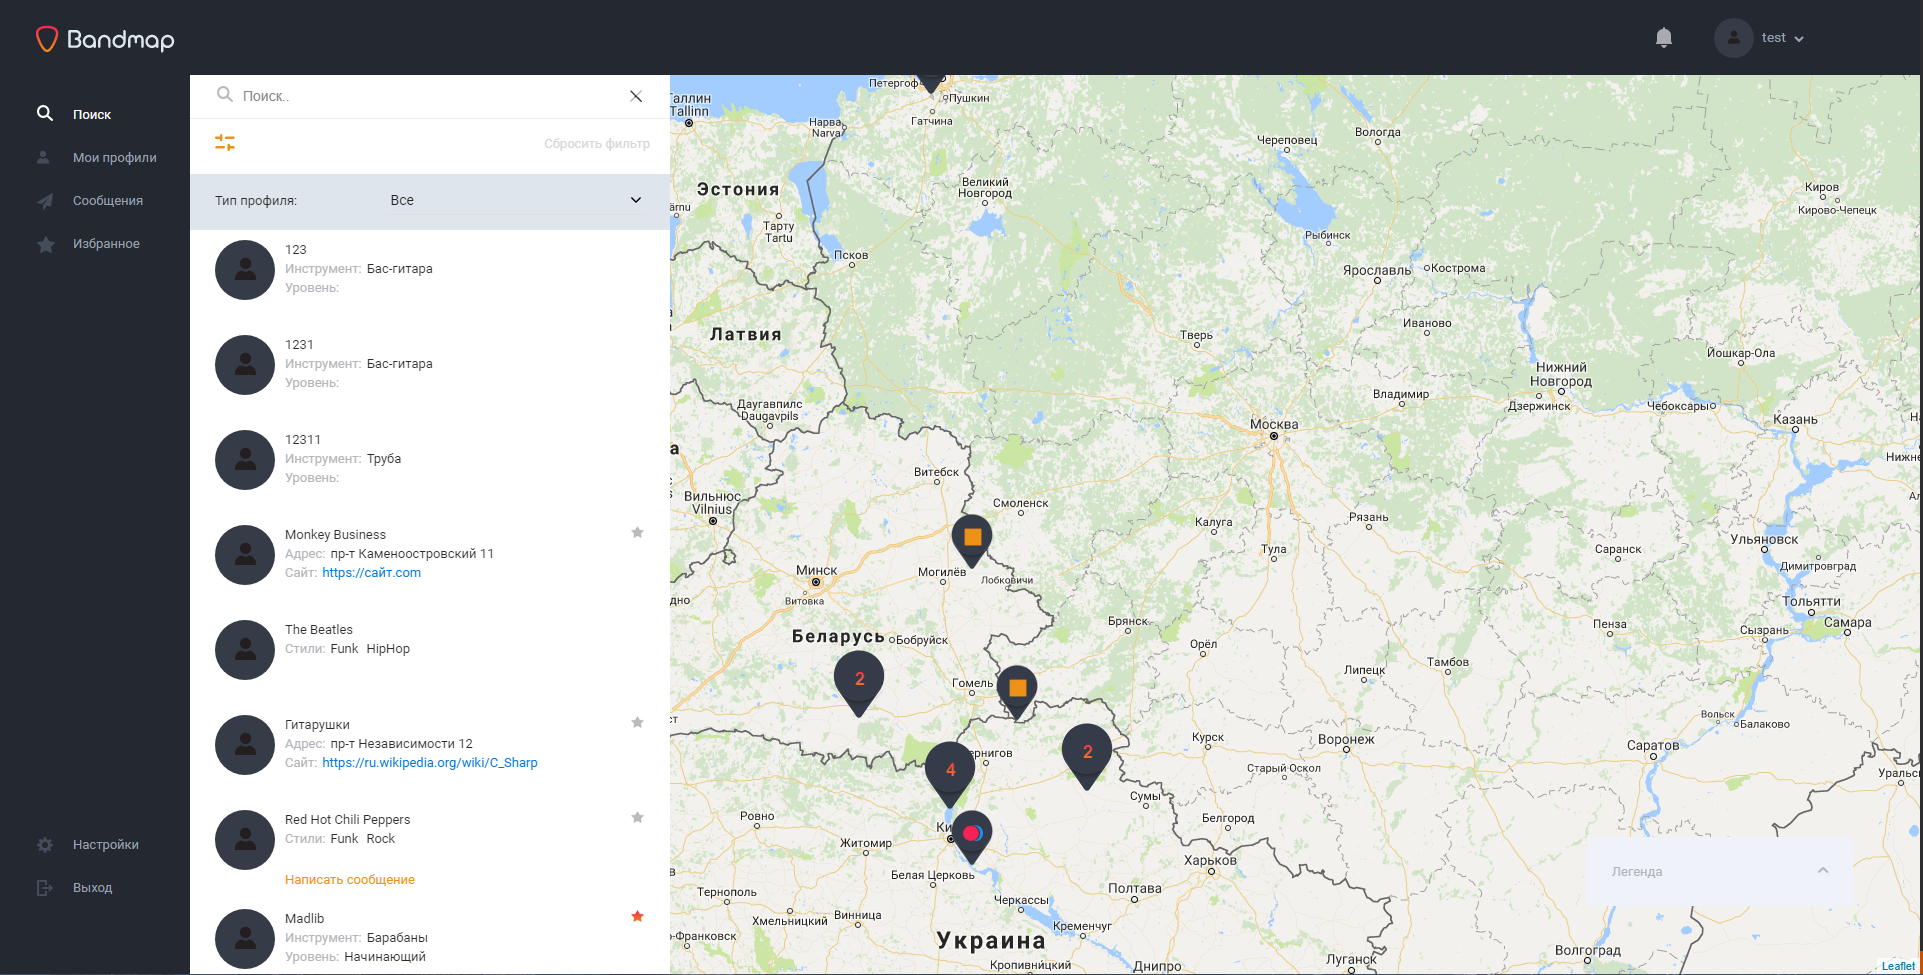 Bandmap
test
Поиск
Мои профили
Сообщения
Избранное
Настройки
Выход
Поиск..
Сбросить фильтр
Тип профиля: Все
123
Инструмент: Бас-гитара
Уровень:
1231
Инструмент: Бас-гитара
Уровень:
12311
Инструмент: Труба
Уровень:
Monkey Business
Адрес: пр-т Каменоостровский 11
Сайт: https://сайт.com
The Beatles
Стили: Funk HipHop
Гитарушки
Адрес: пр-т Независимости 12
Сайт: https://ru.wikipedia.org/wiki/C_Sharp
Red Hot Chili Peppers
Стили: Funk Rock
Написать сообщение
Madlib
Инструмент: Барабаны
Уровень: Начинающий
Петергоф
Пушкин
Гатчина
Таллин
Tallinn
Нарва
Narva
Череповец
Вологда
Эстония
Великий
Новгород
Киров
Кирово-Чепецк
ärnu
Тарту
Tartu
Рыбинск
Псков
Ярославль
Кострома
Латвия
Иваново
Тверь
Йошкар-Ола
Нижний
Новгород
Владимир
Дзержинск
Чебоксары
Даугавпилс
Daugavpils
Казань
Москва
а
Нижне
Витебск
Смоленск
Вильнюс
Vilnius
Ал
Калуга
Рязань
Тула
Саранск
Ульяновск
Минск
Могилёв
Лобковичи
Димитровград
Витовка
дно
Тольятти
Брянск
Пенза
Сызрань
Самара
Беларусь
Бобруйск
Орёл
2
Липецк
Тамбов
Гомель
ст
Вольск
Балаково
Курск
Воронеж
Саратов
2
ернигов
4
Старый Оскол
Уральс
Сумы
Ровно
Ки
Белгород
Житомир
Харьков
Белая Церковь
Легенда
Тернополь
Полтава
Черкассы
Хмельницкий
Винница
Кременчуг
-Франковск
Украина
Волгоград
Кропивницкий
Днипро
Луганск
Leaflet